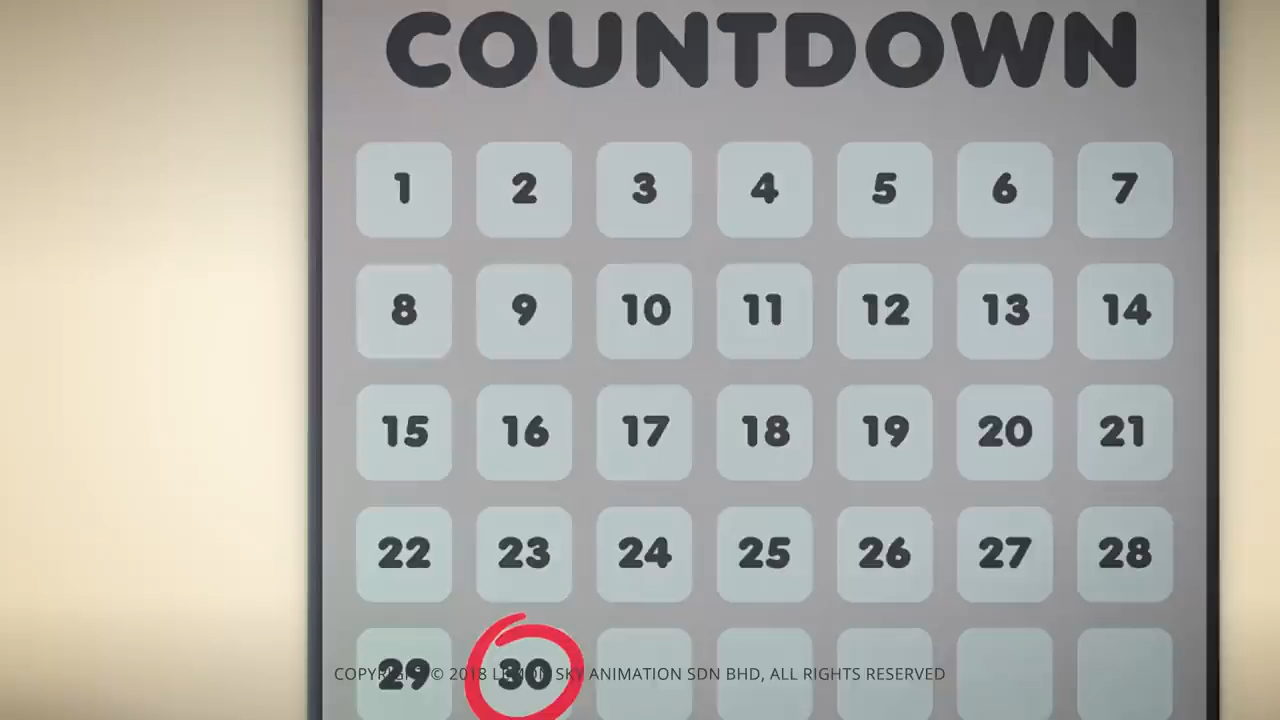 COUNTDOWN
1 2 3 4 5 6 7
8 9 10 11 12 13 14
15 16 17 18 19 20 21
22 23 24 25 26 27 28
29 30
COPYRIGHT © 2018 LEMON SKY ANIMATION SDN BHD, ALL RIGHTS RESERVED